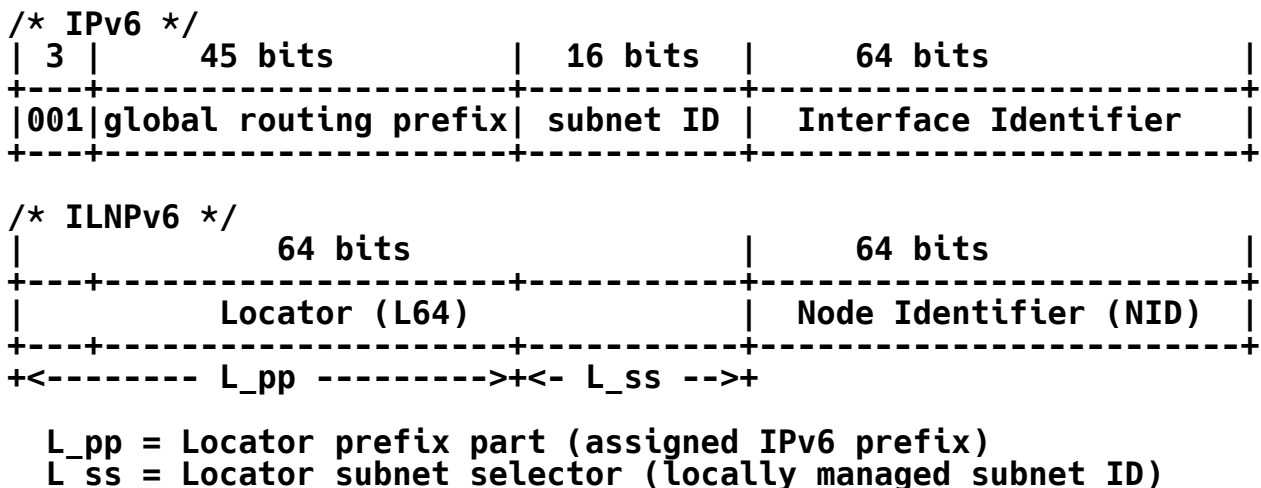 /* IPv6 */
| 3 |     45 bits         |  16 bits  |     64 bits             |
+---+---------------------+-----------+-------------------------+
|001|global routing prefix| subnet ID |  Interface Identifier   |
+---+---------------------+-----------+-------------------------+
/* ILNPv6 */
|             64 bits                 |     64 bits             |
+---+---------------------+-----------+-------------------------+
|          Locator (L64)              |  Node Identifier (NID)  |
+---+---------------------+-----------+-------------------------+
+<-------- L_pp --------->+<- L_ss -->+
L_pp = Locator prefix part (assigned IPv6 prefix)
L_ss = Locator subnet selector (locally managed subnet ID)